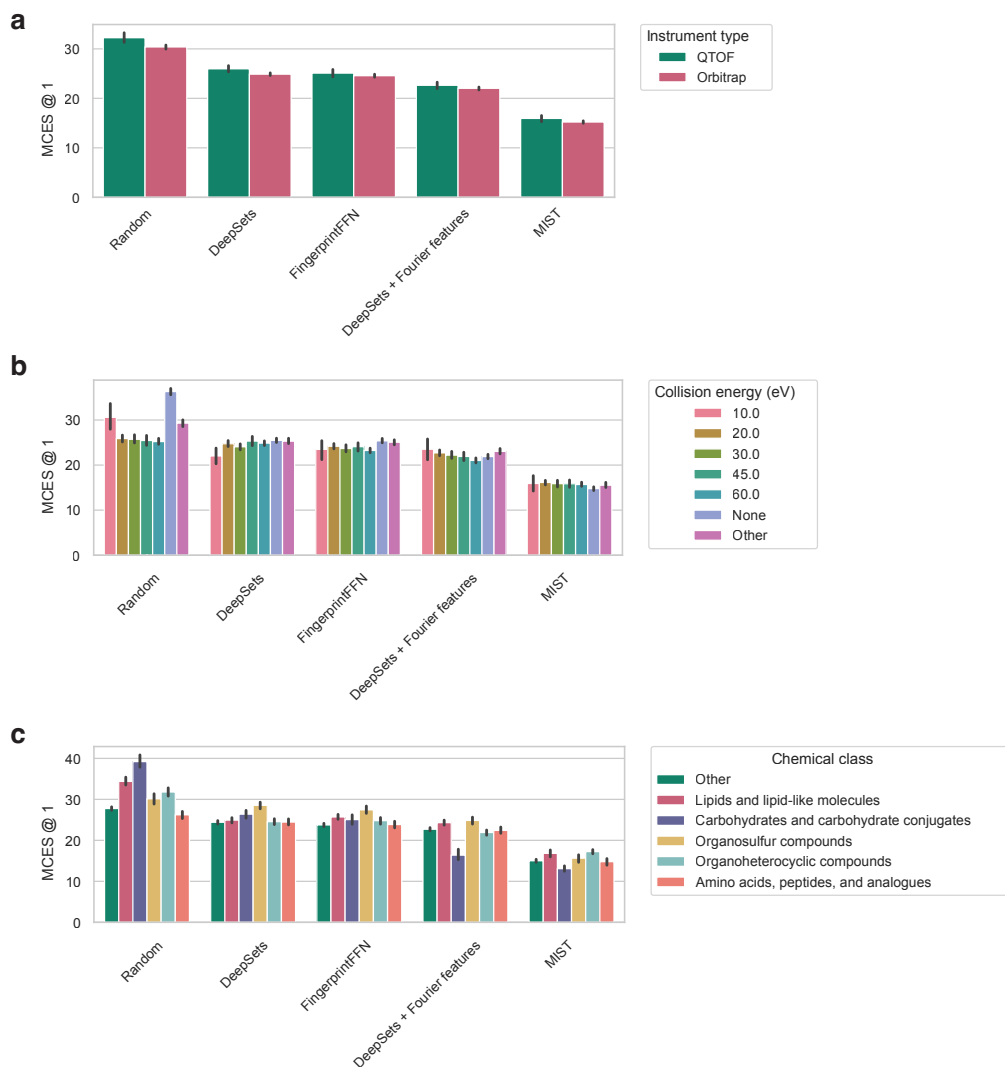 a
MCES @ 1
30
20
10
0
Random
DeepSets
FingerprintFFN
DeepSets + Fourier features
MIST
Instrument type
QTOF
Orbitrap
b
MCES @ 1
30
20
10
0
Random
DeepSets
FingerprintFFN
DeepSets + Fourier features
MIST
Collision energy (eV)
10.0
20.0
30.0
45.0
60.0
None
Other
c
MCES @ 1
40
30
20
10
0
Random
DeepSets
FingerprintFFN
DeepSets + Fourier features
MIST
Chemical class
Other
Lipids and lipid-like molecules
Carbohydrates and carbohydrate conjugates
Organosulfur compounds
Organoheterocyclic compounds
Amino acids, peptides, and analogues